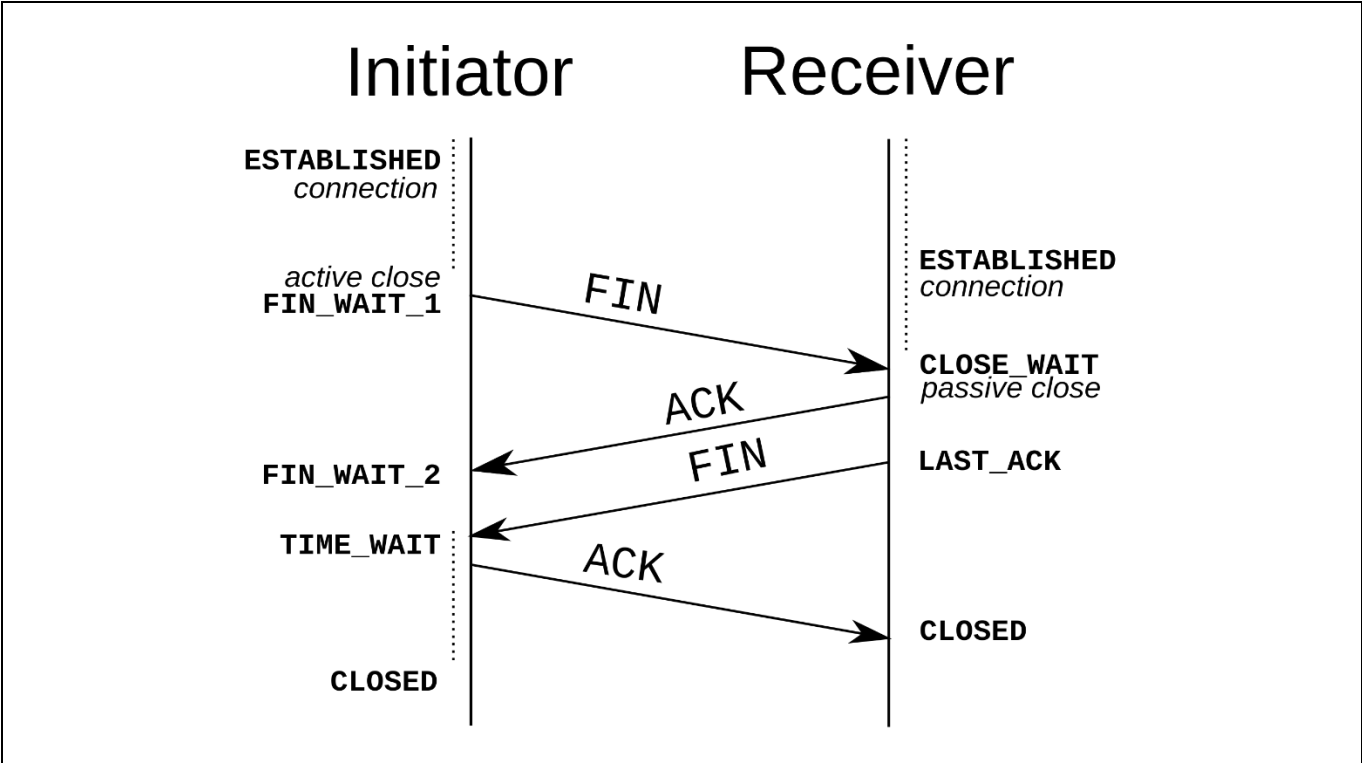 Initiator
Receiver
ESTABLISHED
connection
active close
FIN_WAIT_1
FIN
ESTABLISHED
connection
CLOSE_WAIT
passive close
ACK
FIN_WAIT_2
FIN
LAST_ACK
TIME_WAIT
ACK
CLOSED
CLOSED